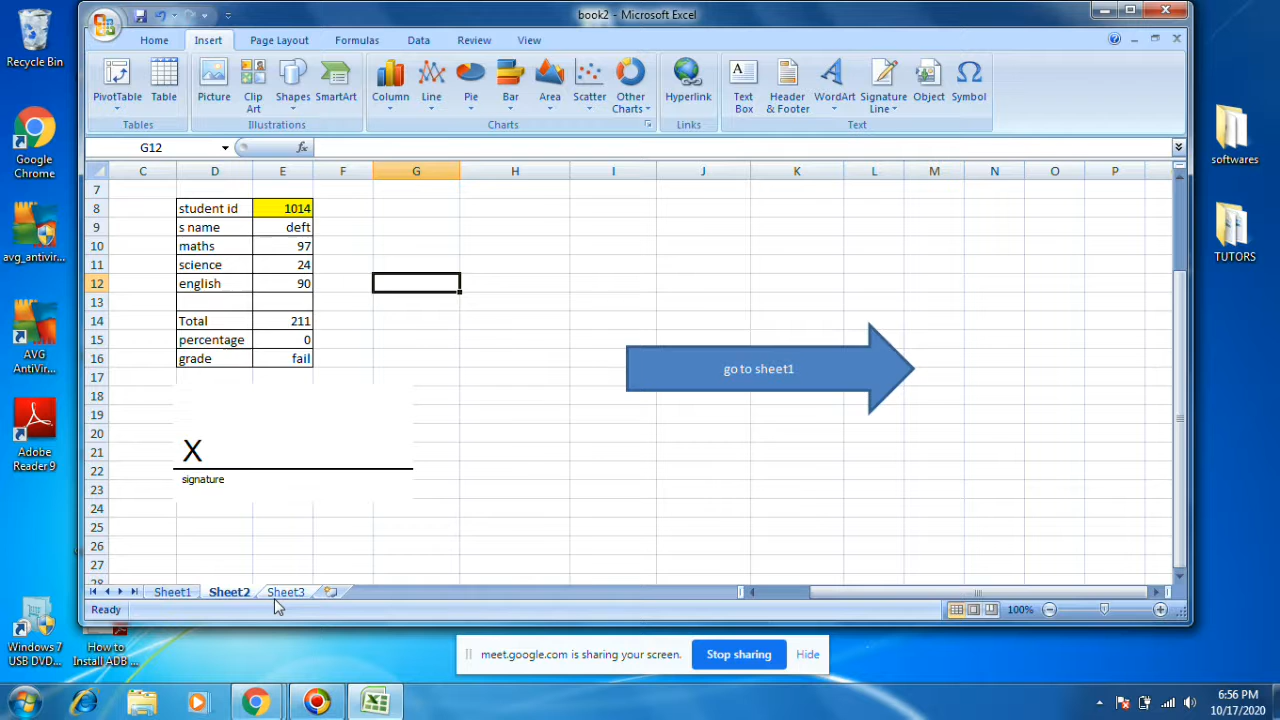 Recycle Bin
Google Chrome
avg_antivir...
AVG AntiVir...
Adobe Reader 9
Windows 7 USB DVD...
How to Install ADB ...
softwares
TUTORS
book2 - Microsoft Excel
Home Insert Page Layout Formulas Data Review View
PivotTable Table Picture Clip Art Shapes SmartArt Column Line Pie Bar Area Scatter Other Charts Hyperlink Text Box Header & Footer WordArt Signature Line Object Symbol
Tables Illustrations Charts Links Text
G12 fx
C D E F G H I J K L M N O P
7
8 student id 1014
9 s name deft
10 maths 97
11 science 24
12 english 90
13
14 Total 211
15 percentage 0
16 grade fail
go to sheet1
17
18
19
20
21 X
22
signature
23
24
25
26
27
28
Sheet1 Sheet2 Sheet3
Ready 100%
meet.google.com is sharing your screen. Stop sharing Hide
6:56 PM
10/17/2020